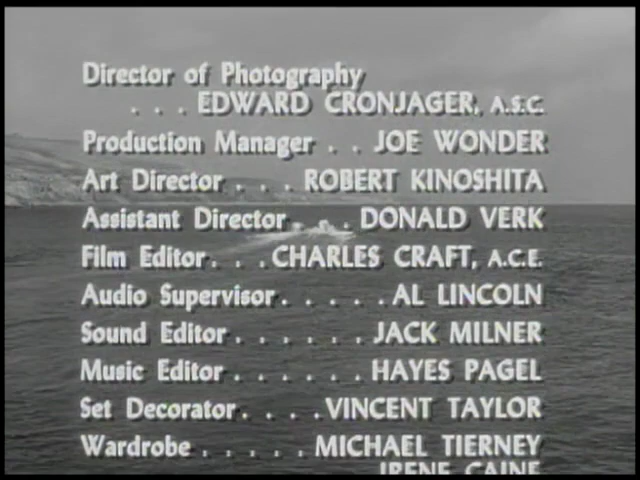 Director of Photography
. . . EDWARD CRONJAGER, A.S.C.
Production Manager . . JOE WONDER
Art Director . . . ROBERT KINOSHITA
Assistant Director . . . DONALD VERK
Film Editor . . . CHARLES CRAFT, A.C.E.
Audio Supervisor . . . . . AL LINCOLN
Sound Editor . . . . . . JACK MILNER
Music Editor . . . . . . HAYES PAGEL
Set Decorator . . . . VINCENT TAYLOR
Wardrobe . . . . . MICHAEL TIERNEY
IRENE CAINE